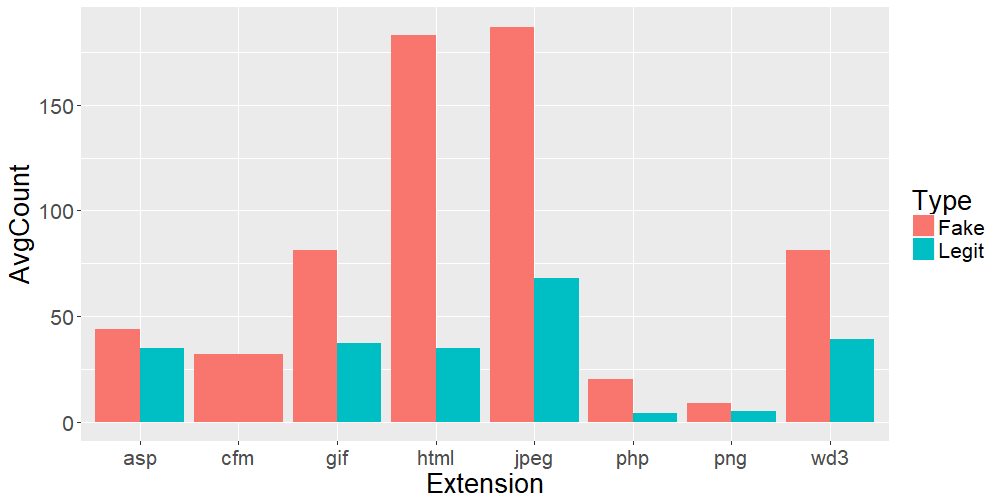 AvgCount
150
100
50
0
asp cfm gif html jpeg php png wd3
Extension
Type
Fake
Legit